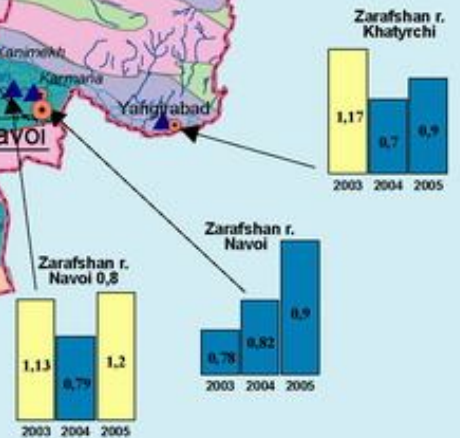 Zarafshan r.
Khatyrchi
1,17
0,7
0,9
2003 2004 2005
Kanimekh
Karmana
Yangirabad
avoi
Zarafshan r.
Navoi
0,78
0,82
0,9
2003 2004 2005
Zarafshan r.
Navoi 0,8
1,13
0,79
1,2
2003 2004 2005